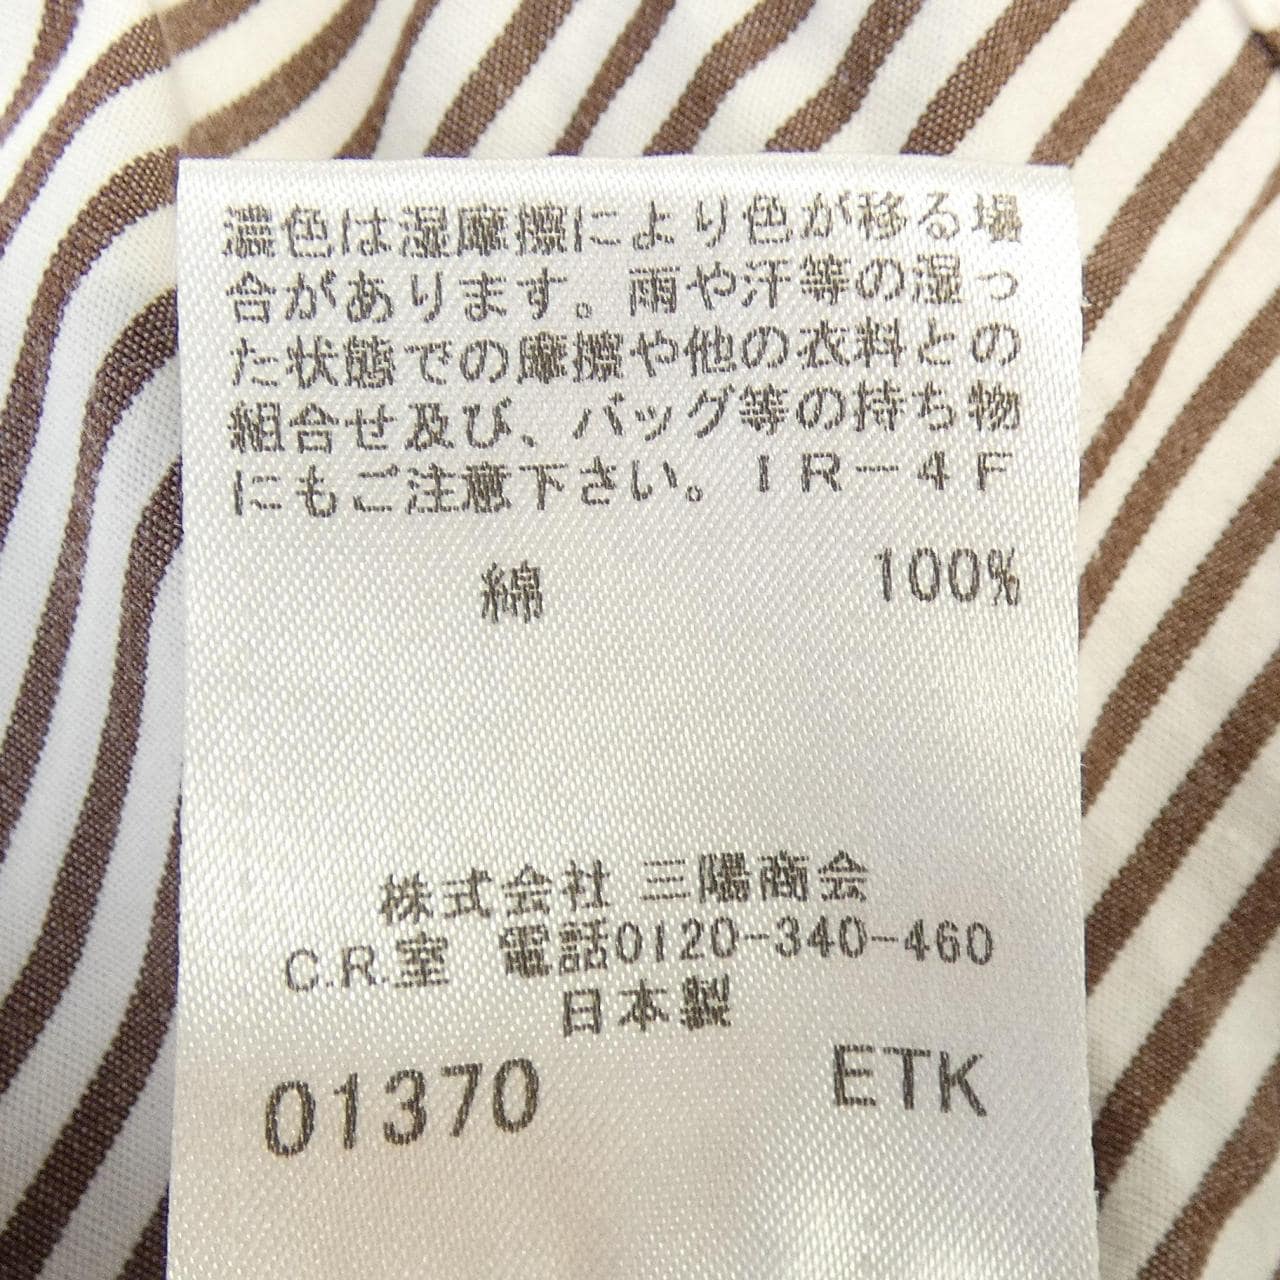 濃色は湿摩擦により色が移る場
合があります。雨や汗等の湿っ
た状態での摩擦や他の衣料との
組合せ及び、バッグ等の持ち物
にもご注意下さい。IR-4F
綿 100%
株式会社 三陽商会
C.R.室 電話0120-340-460
日本製
01370 ETK